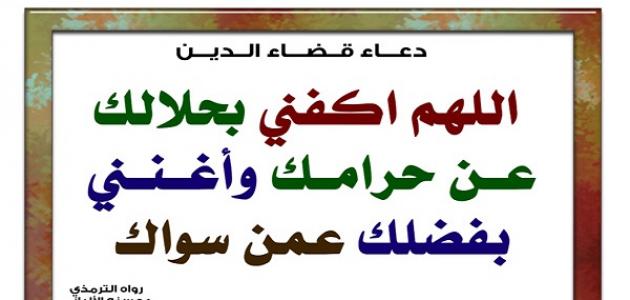 دعاء قضاء الدين
اللهم اكفني بحلالك
عن حرامك وأغنني
بفضلك عمن سواك
رواه الترمذي